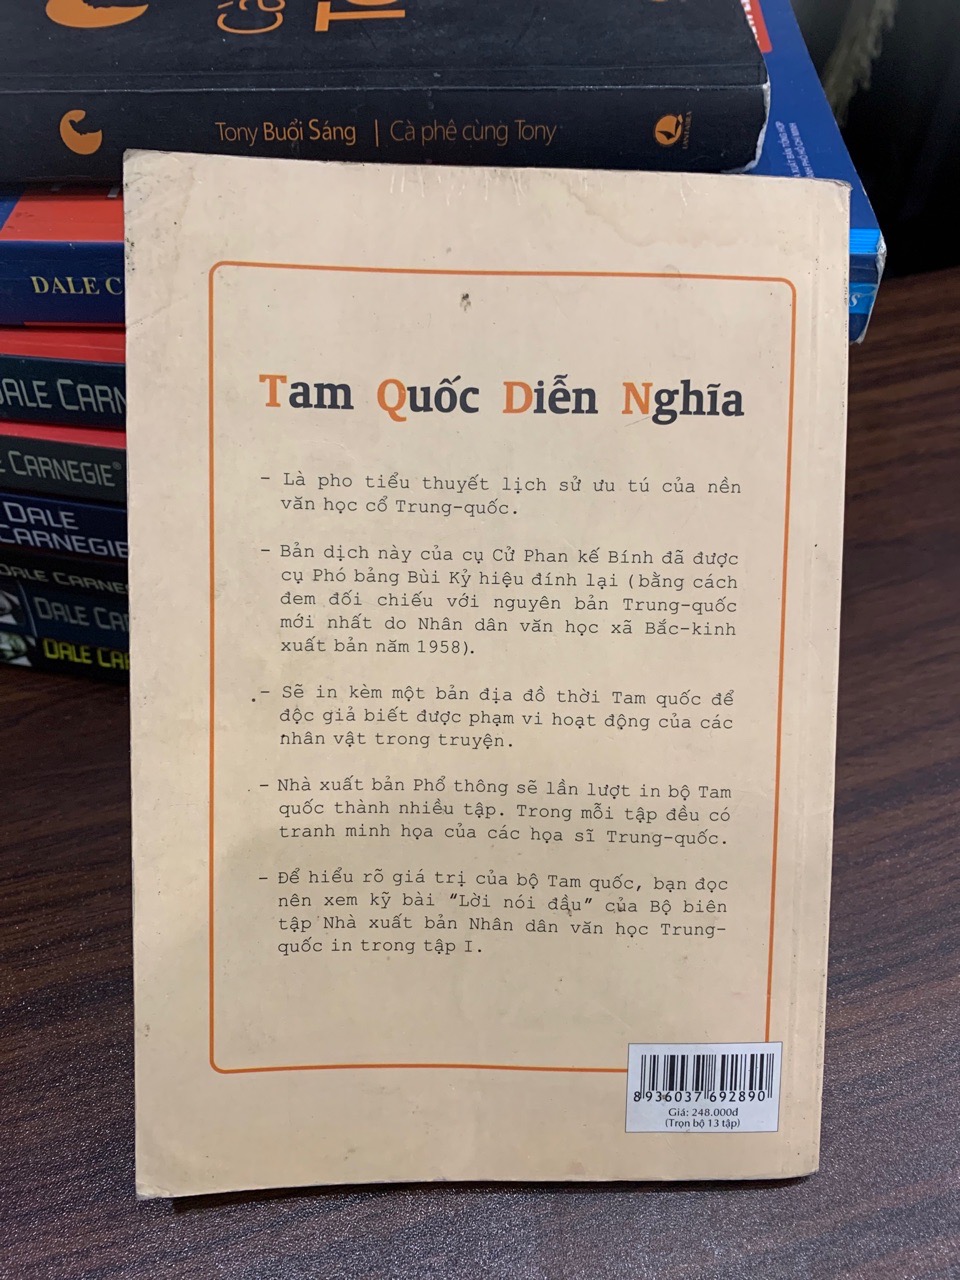 Tony Buổi Sáng | Cà phê cùng Tony
DALE C
DALE CARN
CARNEGIE
DALE
CARNEGIE
DALE CARNE
DALE CA
DALE CA
Tam Quốc Diễn Nghĩa
– Là pho tiểu thuyết lịch sử ưu tú của nền
văn học cổ Trung-quốc.
– Bản dịch này của cụ Cử Phan kế Bính đã được
cụ Phó bảng Bùi Kỷ hiệu đính lại (bằng cách
đem đối chiếu với nguyên bản Trung-quốc
mới nhất do Nhân dân văn học xã Bắc-kinh
xuất bản năm 1958).
– Sẽ in kèm một bản địa đồ thời Tam quốc để
độc giả biết được phạm vi hoạt động của các
nhân vật trong truyện.
– Nhà xuất bản Phổ thông sẽ lần lượt in bộ Tam
quốc thành nhiều tập. Trong mỗi tập đều có
tranh minh họa của các họa sĩ Trung-quốc.
– Để hiểu rõ giá trị của bộ Tam quốc, bạn đọc
nên xem kỹ bài "Lời nói đầu" của Bộ biên
tập Nhà xuất bản Nhân dân văn học Trung-
quốc in trong tập I.
8 936037 692890
Giá: 248.000đ
(Trọn bộ 13 tập)